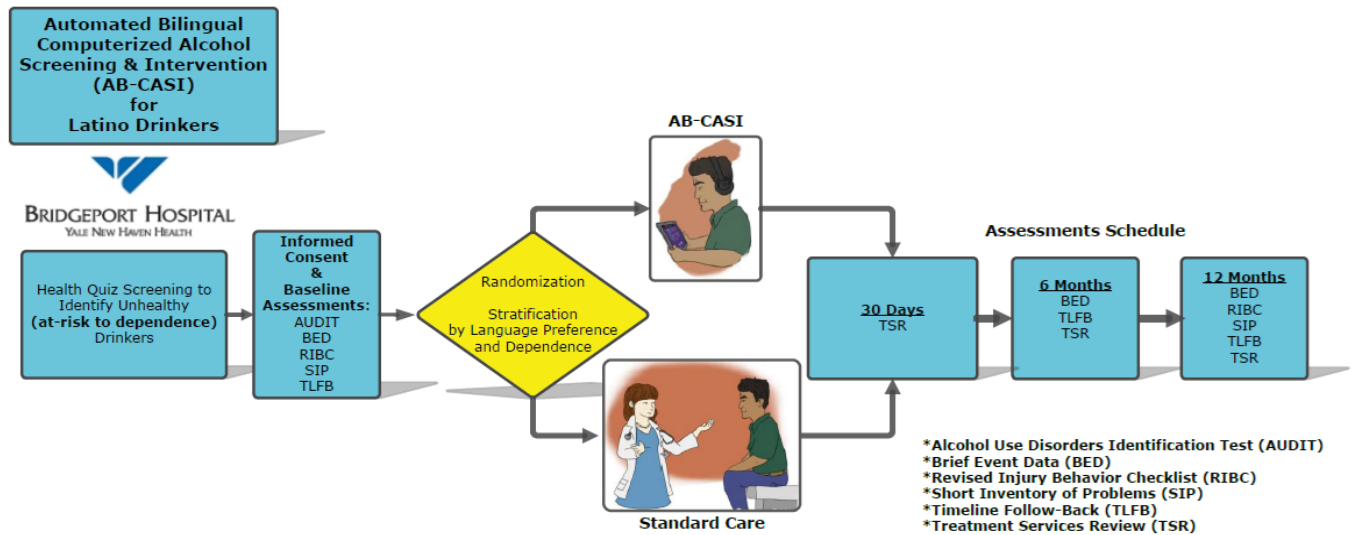 Automated Bilingual
Computerized Alcohol
Screening & Intervention
(AB-CASI)
for
Latino Drinkers
BRIDGEPORT HOSPITAL
YALE NEW HAVEN HEALTH
Health Quiz Screening to
Identify Unhealthy
(at-risk to dependence)
Drinkers
Informed
Consent
&
Baseline
Assessments:
AUDIT
BED
RIBC
SIP
TLFB
Randomization
Stratification
by Language Preference
and Dependence
AB-CASI
Standard Care
Assessments Schedule
30 Days
TSR
6 Months
BED
TLFB
TSR
12 Months
BED
RIBC
SIP
TLFB
TSR
*Alcohol Use Disorders Identification Test (AUDIT)
*Brief Event Data (BED)
*Revised Injury Behavior Checklist (RIBC)
*Short Inventory of Problems (SIP)
*Timeline Follow-Back (TLFB)
*Treatment Services Review (TSR)